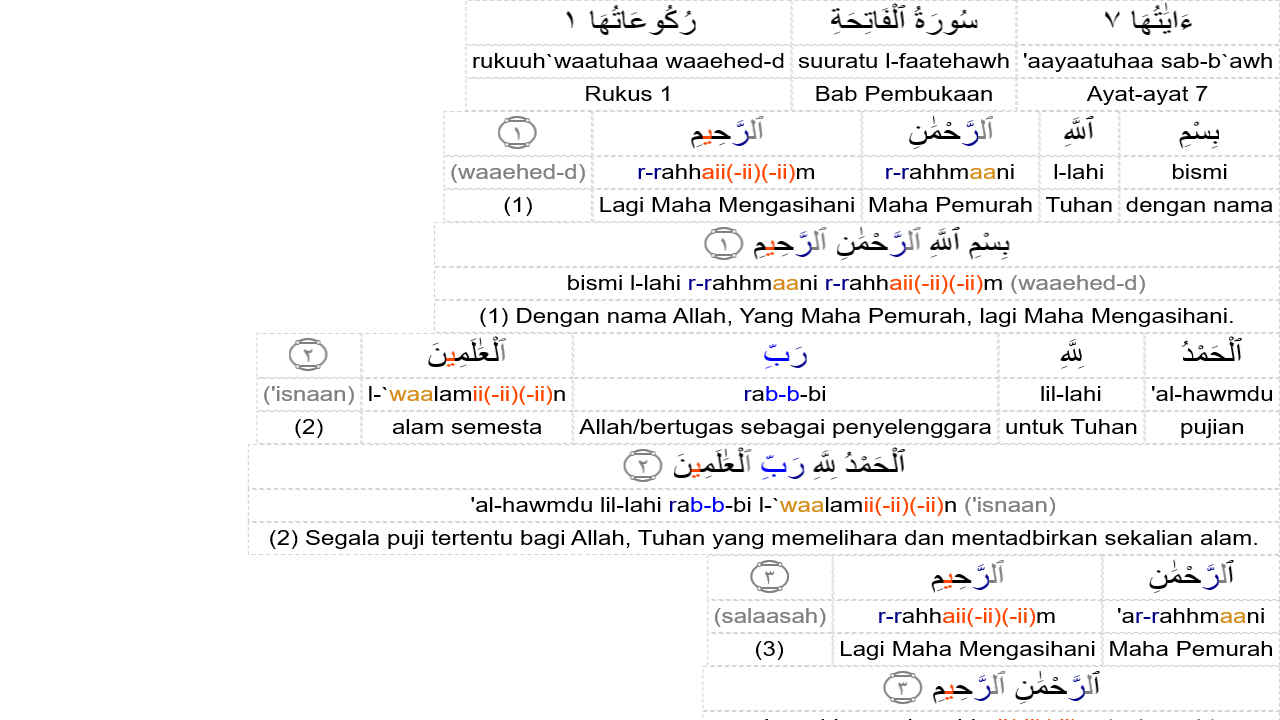 ءَايَٰتُهَا ٧ سُورَةُ ٱلْفَاتِحَةِ رُكُوعَاتُهَا ١
rukuuh`waatuhaa waaehed-d suuratu l-faatehawh 'aayaatuhaa sab-b`awh
Rukus 1 Bab Pembukaan Ayat-ayat 7
بِسْمِ ٱللَّهِ ٱلرَّحْمَٰنِ ٱلرَّحِيمِ ١
(waaehed-d) r-rahhaii(-ii)(-ii)m r-rahhmaani l-lahi bismi
(1) Lagi Maha Mengasihani Maha Pemurah Tuhan dengan nama
بِسْمِ ٱللَّهِ ٱلرَّحْمَٰنِ ٱلرَّحِيمِ ١
bismi l-lahi r-rahhmaani r-rahhaii(-ii)(-ii)m (waaehed-d)
(1) Dengan nama Allah, Yang Maha Pemurah, lagi Maha Mengasihani.
ٱلْحَمْدُ لِلَّهِ رَبِّ ٱلْعَٰلَمِينَ ٢
('isnaan) l-`waalamii(-ii)(-ii)n rab-b-bi lil-lahi 'al-hawmdu
(2) alam semesta Allah/bertugas sebagai penyelenggara untuk Tuhan pujian
ٱلْحَمْدُ لِلَّهِ رَبِّ ٱلْعَٰلَمِينَ ٢
'al-hawmdu lil-lahi rab-b-bi l-`waalamii(-ii)(-ii)n ('isnaan)
(2) Segala puji tertentu bagi Allah, Tuhan yang memelihara dan mentadbirkan sekalian alam.
ٱلرَّحْمَٰنِ ٱلرَّحِيمِ ٣
(salaasah) r-rahhaii(-ii)(-ii)m 'ar-rahhmaani
(3) Lagi Maha Mengasihani Maha Pemurah
ٱلرَّحْمَٰنِ ٱلرَّحِيمِ ٣